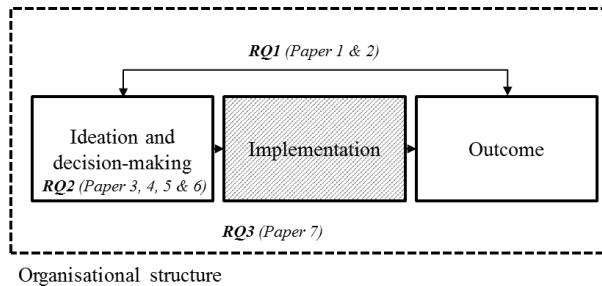 RQ1 (Paper 1 & 2)
Ideation and
decision-making
RQ2 (Paper 3, 4, 5 & 6)
Implementation
Outcome
RQ3 (Paper 7)
Organisational structure